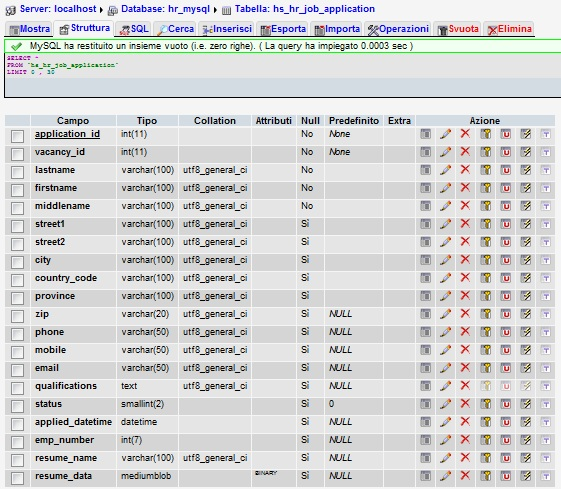 Server: localhost ▸ Database: hr_mysql ▸ Tabella: hs_hr_job_application
Mostra Struttura SQL Cerca Inserisci Esporta Importa Operazioni Svuota Elimina
MySQL ha restituito un insieme vuoto (i.e. zero righe). ( La query ha impiegato 0.0003 sec )
SELECT *
FROM `hs_hr_job_application`
LIMIT 0 , 30
Campo Tipo Collation Attributi Null Predefinito Extra Azione
application_id int(11) No None
vacancy_id int(11) No None
lastname varchar(100) utf8_general_ci No
firstname varchar(100) utf8_general_ci No
middlename varchar(100) utf8_general_ci No
street1 varchar(100) utf8_general_ci Sì
street2 varchar(100) utf8_general_ci Sì
city varchar(100) utf8_general_ci Sì
country_code varchar(100) utf8_general_ci Sì
province varchar(100) utf8_general_ci Sì
zip varchar(20) utf8_general_ci Sì NULL
phone varchar(50) utf8_general_ci Sì NULL
mobile varchar(50) utf8_general_ci Sì NULL
email varchar(50) utf8_general_ci Sì NULL
qualifications text utf8_general_ci Sì NULL
status smallint(2) Sì 0
applied_datetime datetime Sì NULL
emp_number int(7) Sì NULL
resume_name varchar(100) utf8_general_ci Sì NULL
resume_data mediumblob BINARY Sì NULL